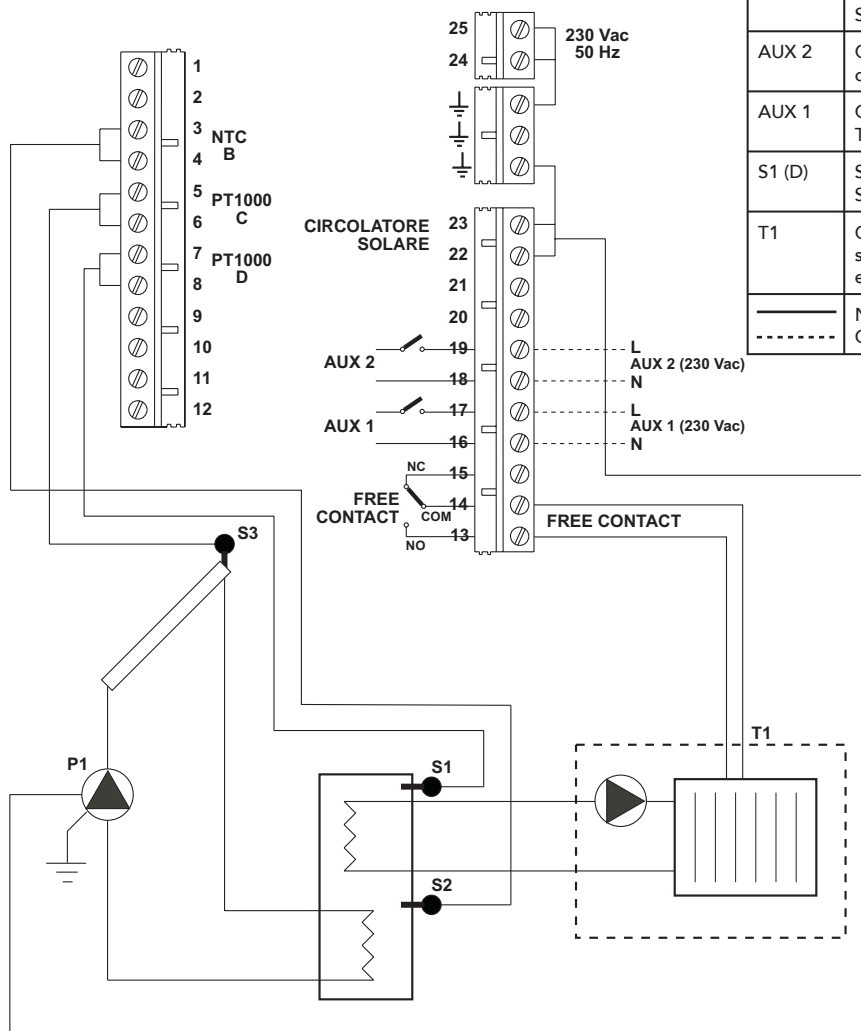 25
24
230 Vac
50 Hz
S
AUX 2
C
c
AUX 1
C
T
S1 (D)
S
S
T1
C
s
e
N
C
1
2
3
4
5
6
7
8
9
10
11
12
NTC
B
PT1000
C
PT1000
D
CIRCOLATORE
SOLARE
23
22
21
20
19
18
17
16
15
14
13
AUX 2
AUX 1
L
AUX 2 (230 Vac)
N
L
AUX 1 (230 Vac)
N
NC
FREE
CONTACT
COM
NO
FREE CONTACT
S3
P1
S1
S2
T1